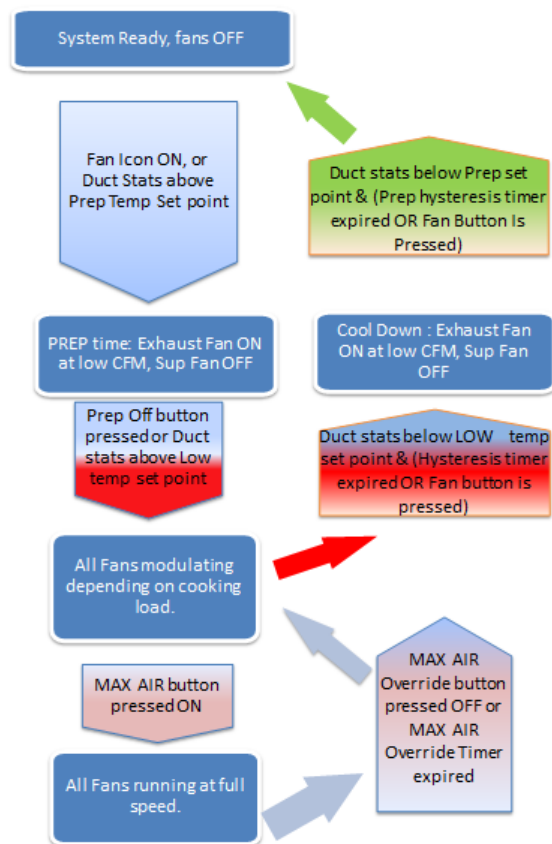 System Ready, fans OFF
Fan Icon ON, or
Duct Stats above
Prep Temp Set point
Duct stats below Prep set
point & (Prep hysteresis timer
expired OR Fan Button Is
Pressed)
PREP time: Exhaust Fan ON
at low CFM, Sup Fan OFF
Cool Down : Exhaust Fan
ON at low CFM, Sup Fan
OFF
Prep Off button
pressed or Duct
stats above Low
temp set point
Duct stats below LOW temp
set point & (Hysteresis timer
expired OR Fan button is
pressed)
All Fans modulating
depending on cooking
load.
MAX AIR button
pressed ON
MAX AIR
Override button
pressed OFF or
MAX AIR
Override Timer
expired
All Fans running at full
speed.